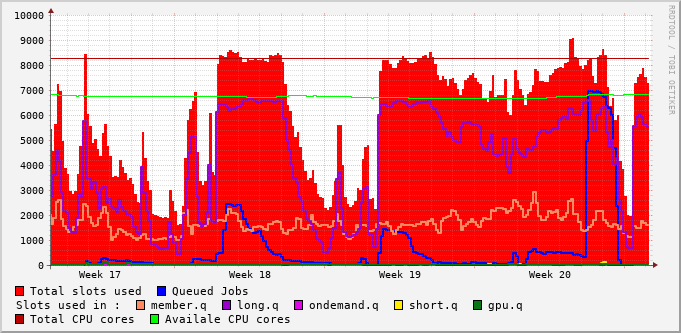 10000
9000
8000
7000
6000
5000
4000
3000
2000
1000
0
Week 17 Week 18 Week 19 Week 20
RRDTOOL / TOBI OETIKER
Total slots used Queued Jobs
Slots used in : member.q long.q ondemand.q short.q gpu.q
Total CPU cores Availale CPU cores